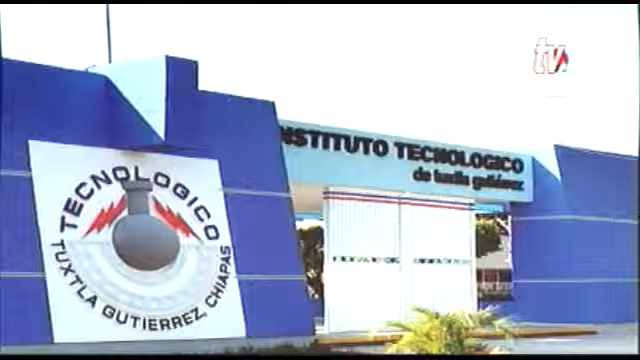 tv
INSTITUTO TECNOLOGICO
de tuxtla gutiérrez
TECNOLOGICO
TUXTLA GUTIERREZ, CHIAPAS